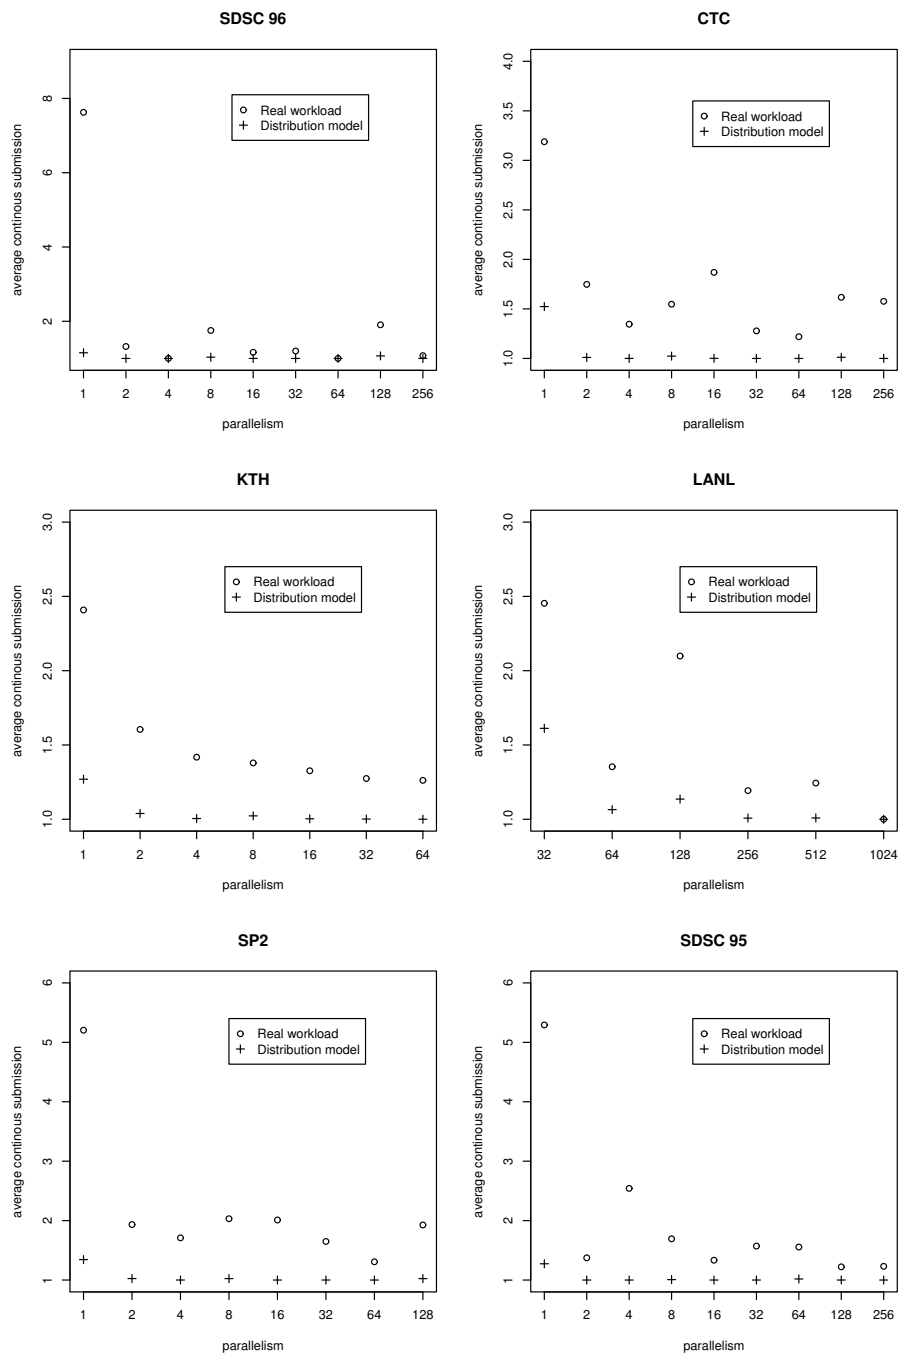 SDSC 96
average continous submission
8
6
4
2
Real workload
Distribution model
1 2 4 8 16 32 64 128 256
parallelism
CTC
average continous submission
4.0
3.5
3.0
2.5
2.0
1.5
1.0
Real workload
Distribution model
1 2 4 8 16 32 64 128 256
parallelism
KTH
average continous submission
3.0
2.5
2.0
1.5
1.0
Real workload
Distribution model
1 2 4 8 16 32 64
parallelism
LANL
average continous submission
3.0
2.5
2.0
1.5
1.0
Real workload
Distribution model
32 64 128 256 512 1024
parallelism
SP2
average continous submission
6
5
4
3
2
1
Real workload
Distribution model
1 2 4 8 16 32 64 128
parallelism
SDSC 95
average continous submission
6
5
4
3
2
1
Real workload
Distribution model
1 2 4 8 16 32 64 128 256
parallelism